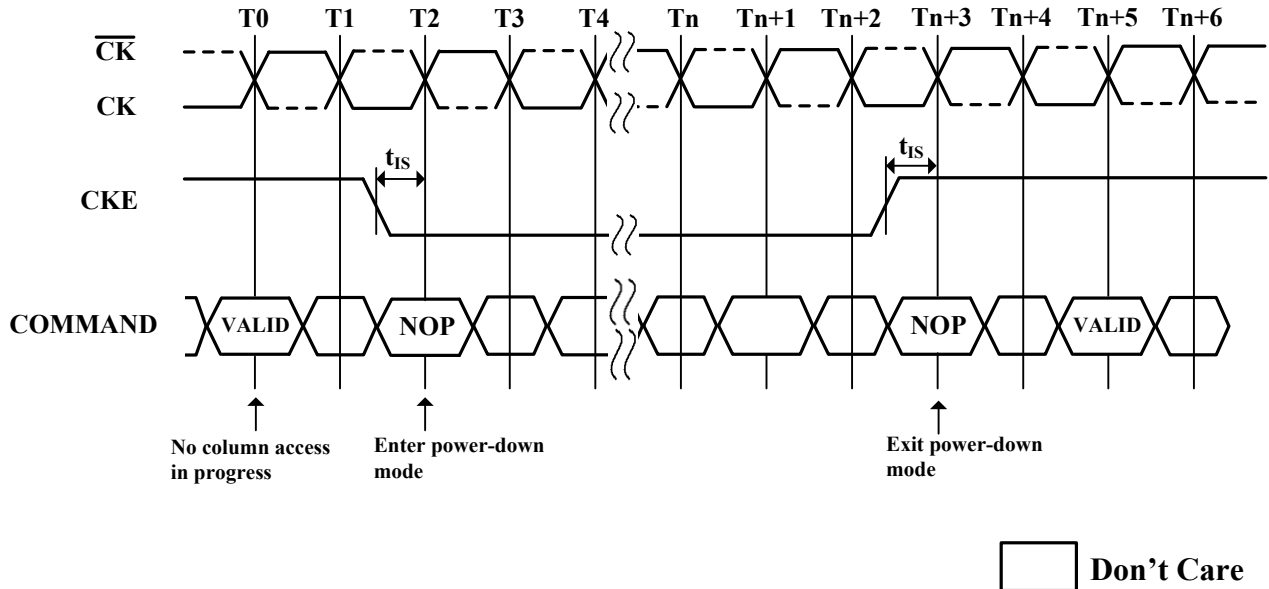 T0 T1 T2 T3 T4 Tn Tn+1 Tn+2 Tn+3 Tn+4 Tn+5 Tn+6
CK
CK
tIS tIS
CKE
COMMAND VALID NOP NOP VALID
No column access
in progress
Enter power-down
mode
Exit power-down
mode
Don't Care